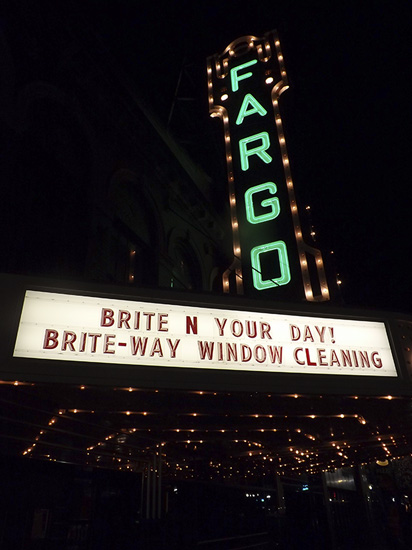 FARGO
BRITE N YOUR DAY!
BRITE-WAY WINDOW CLEANING